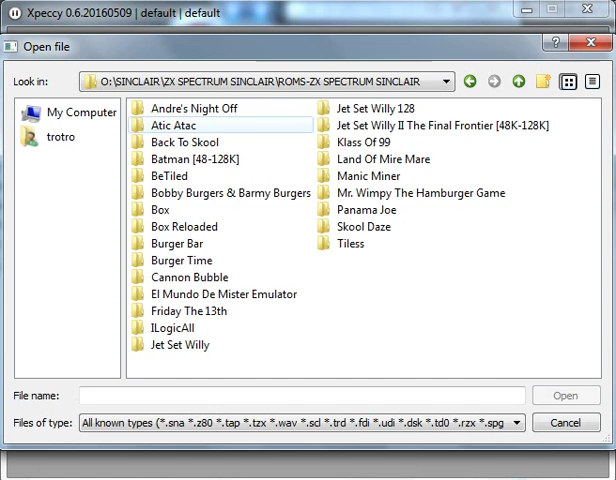 Xpeccy 0.6.20160509 | default | default
Open file
Look in: O:\SINCLAIR\ZX SPECTRUM SINCLAIR\ROMS-ZX SPECTRUM SINCLAIR
My Computer
trotro
Andre's Night Off
Atic Atac
Back To Skool
Batman [48-128K]
BeTiled
Bobby Burgers & Barmy Burgers
Box
Box Reloaded
Burger Bar
Burger Time
Cannon Bubble
El Mundo De Mister Emulator
Friday The 13th
ILogicAll
Jet Set Willy
Jet Set Willy 128
Jet Set Willy II The Final Frontier [48K-128K]
Klass Of 99
Land Of Mire Mare
Manic Miner
Mr. Wimpy The Hamburger Game
Panama Joe
Skool Daze
Tiless
File name:
Open
Files of type: All known types (*.sna *.z80 *.tap *.tzx *.wav *.scl *.trd *.fdi *.udi *.dsk *.td0 *.rzx *.spg
Cancel